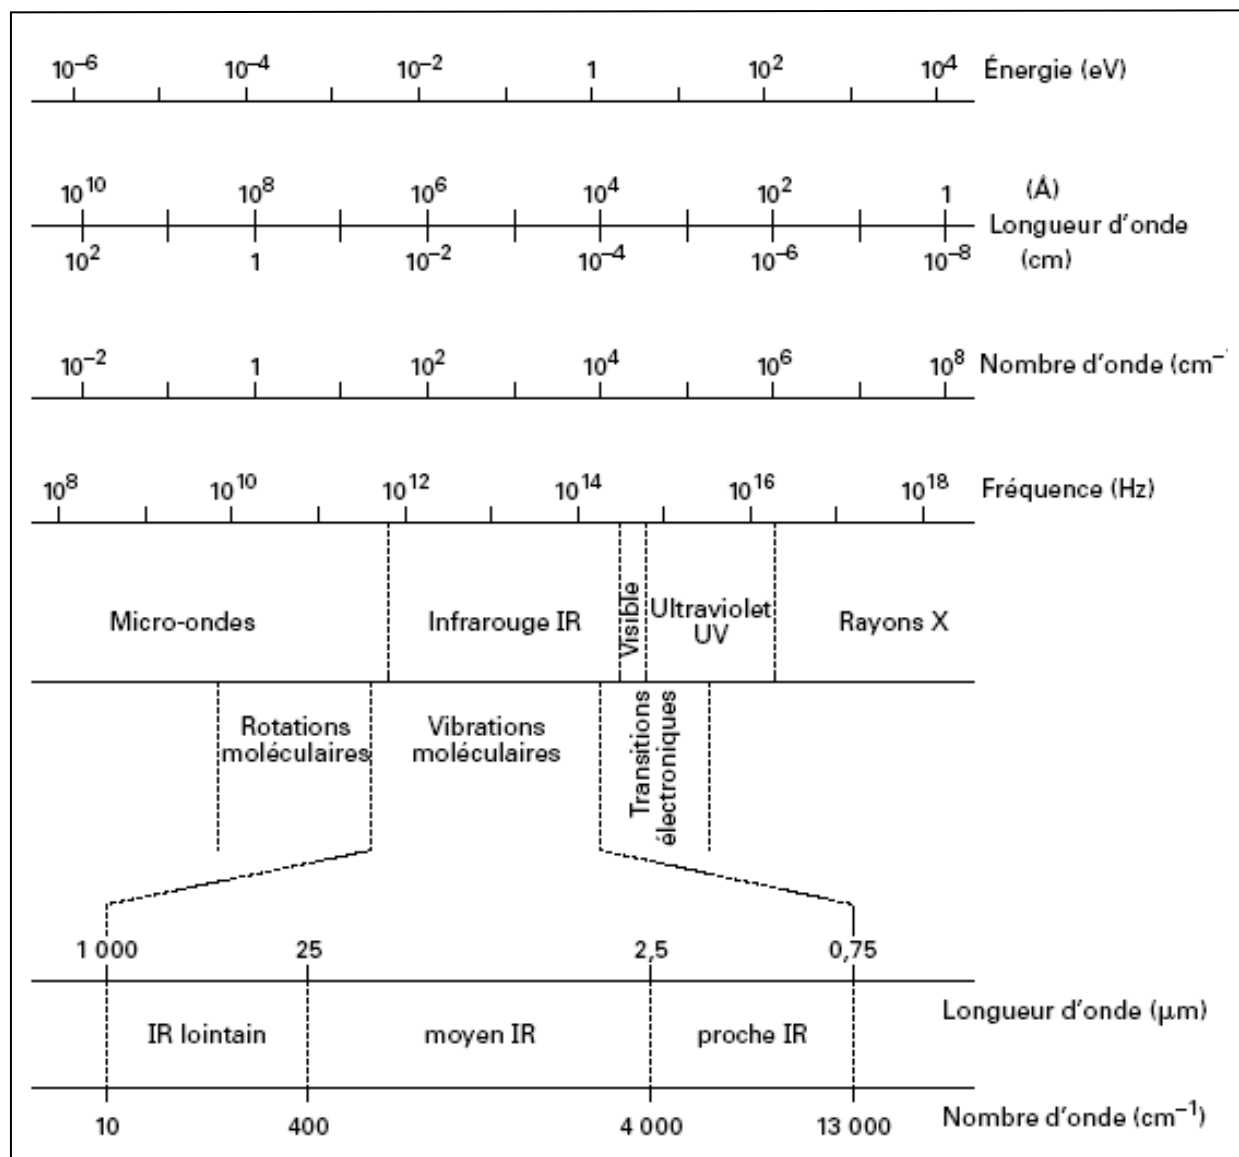 10⁻⁶ 10⁻⁴ 10⁻² 1 10² 10⁴ Énergie (eV)
10¹⁰ 10⁸ 10⁶ 10⁴ 10² 1 (Å)
Longueur d'onde
10² 1 10⁻² 10⁻⁴ 10⁻⁶ 10⁻⁸ (cm)
10⁻² 1 10² 10⁴ 10⁶ 10⁸ Nombre d'onde (cm⁻
10⁸ 10¹⁰ 10¹² 10¹⁴ 10¹⁶ 10¹⁸ Fréquence (Hz)
Micro-ondes
Infrarouge IR
Visible
Ultraviolet
UV
Rayons X
Rotations
moléculaires
Vibrations
moléculaires
Transitions
électroniques
1 000 25 2,5 0,75
Longueur d'onde (µm)
IR lointain moyen IR proche IR
10 400 4 000 13 000 Nombre d'onde (cm⁻¹)